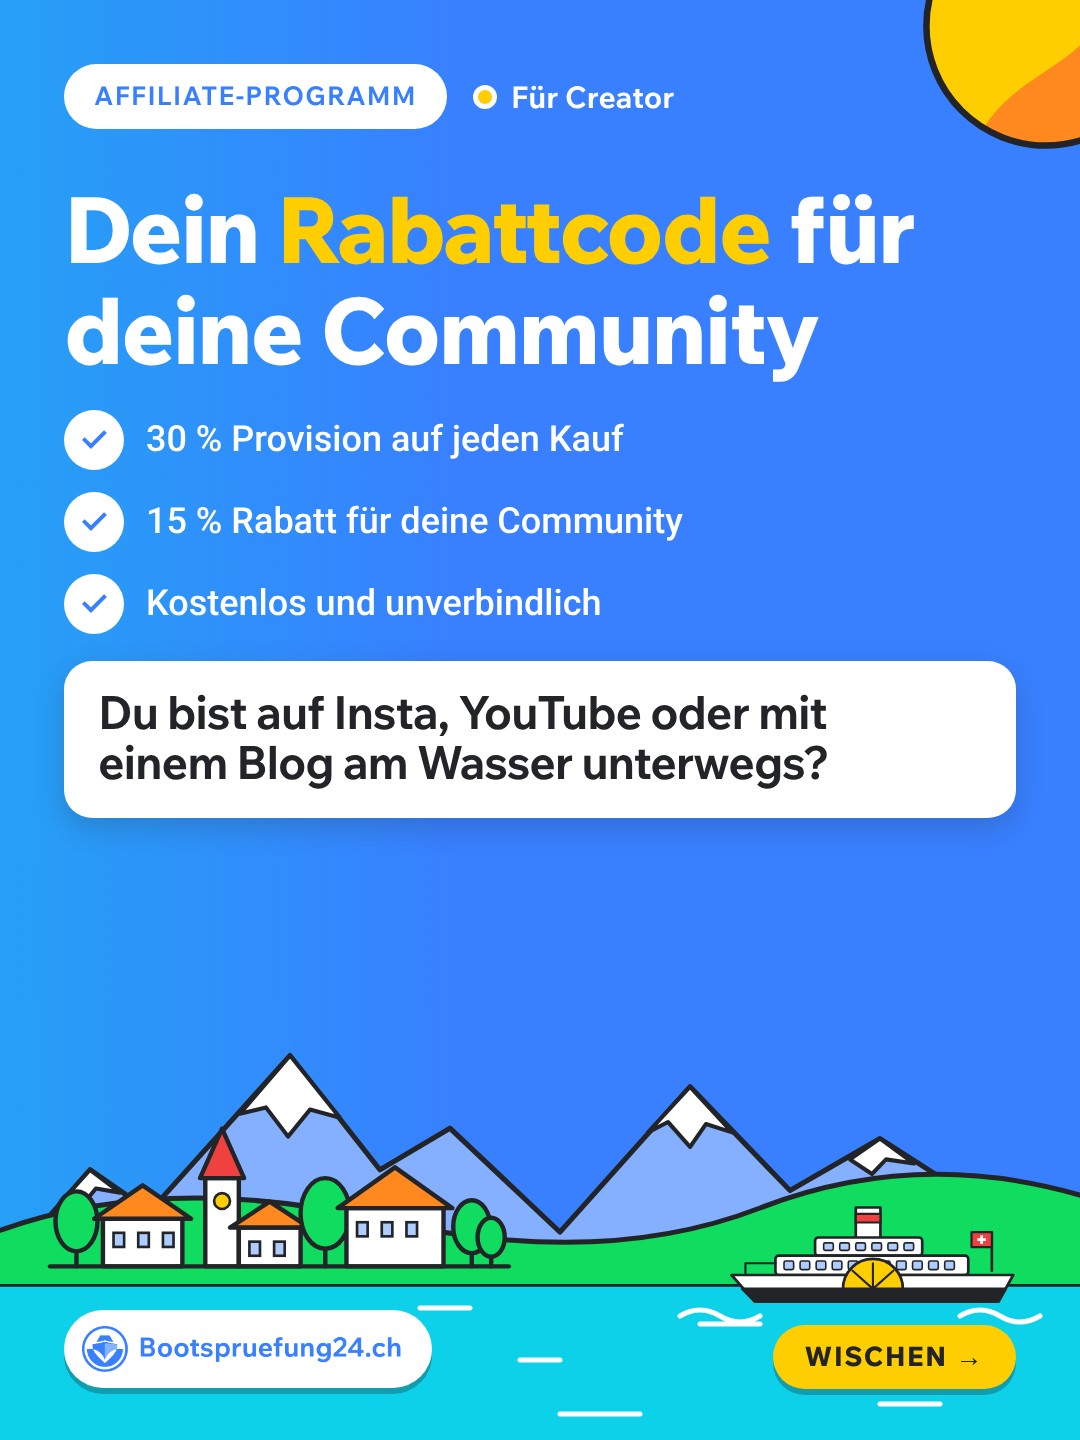 AFFILIATE-PROGRAMM
Für Creator
Dein Rabattcode für
deine Community
30 % Provision auf jeden Kauf
15 % Rabatt für deine Community
Kostenlos und unverbindlich
Du bist auf Insta, YouTube oder mit
einem Blog am Wasser unterwegs?
Bootspruefung24.ch
WISCHEN →